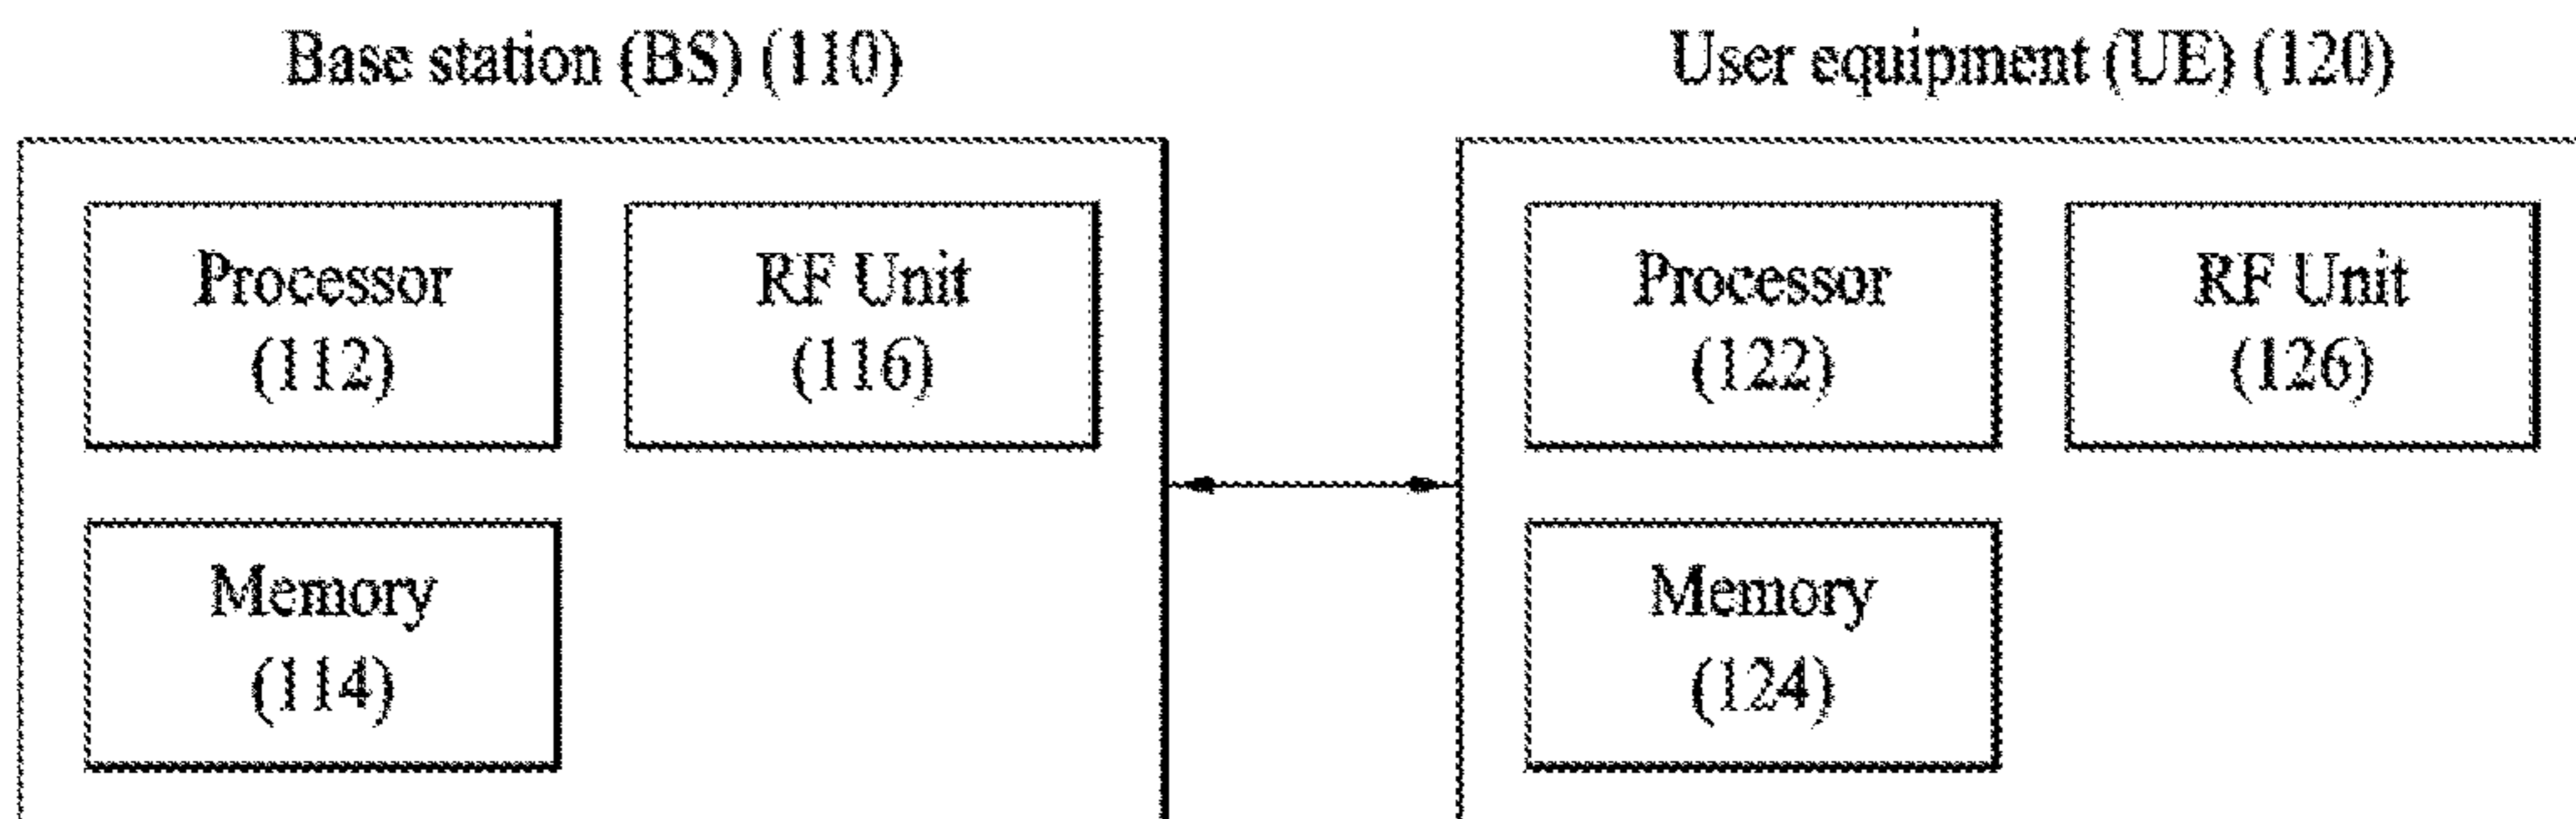 Base station (BS) (110)
User equipment (UE) (120)
Processor
(112)
RF Unit
(116)
Memory
(114)
Processor
(122)
RF Unit
(126)
Memory
(124)